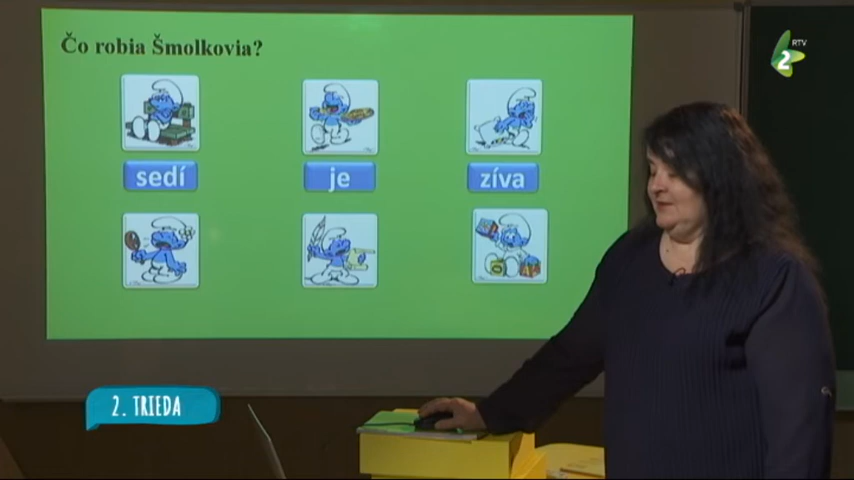 Čo robia Šmolkovia?
RTV
2
sedí
je
zíva
2. TRIEDA